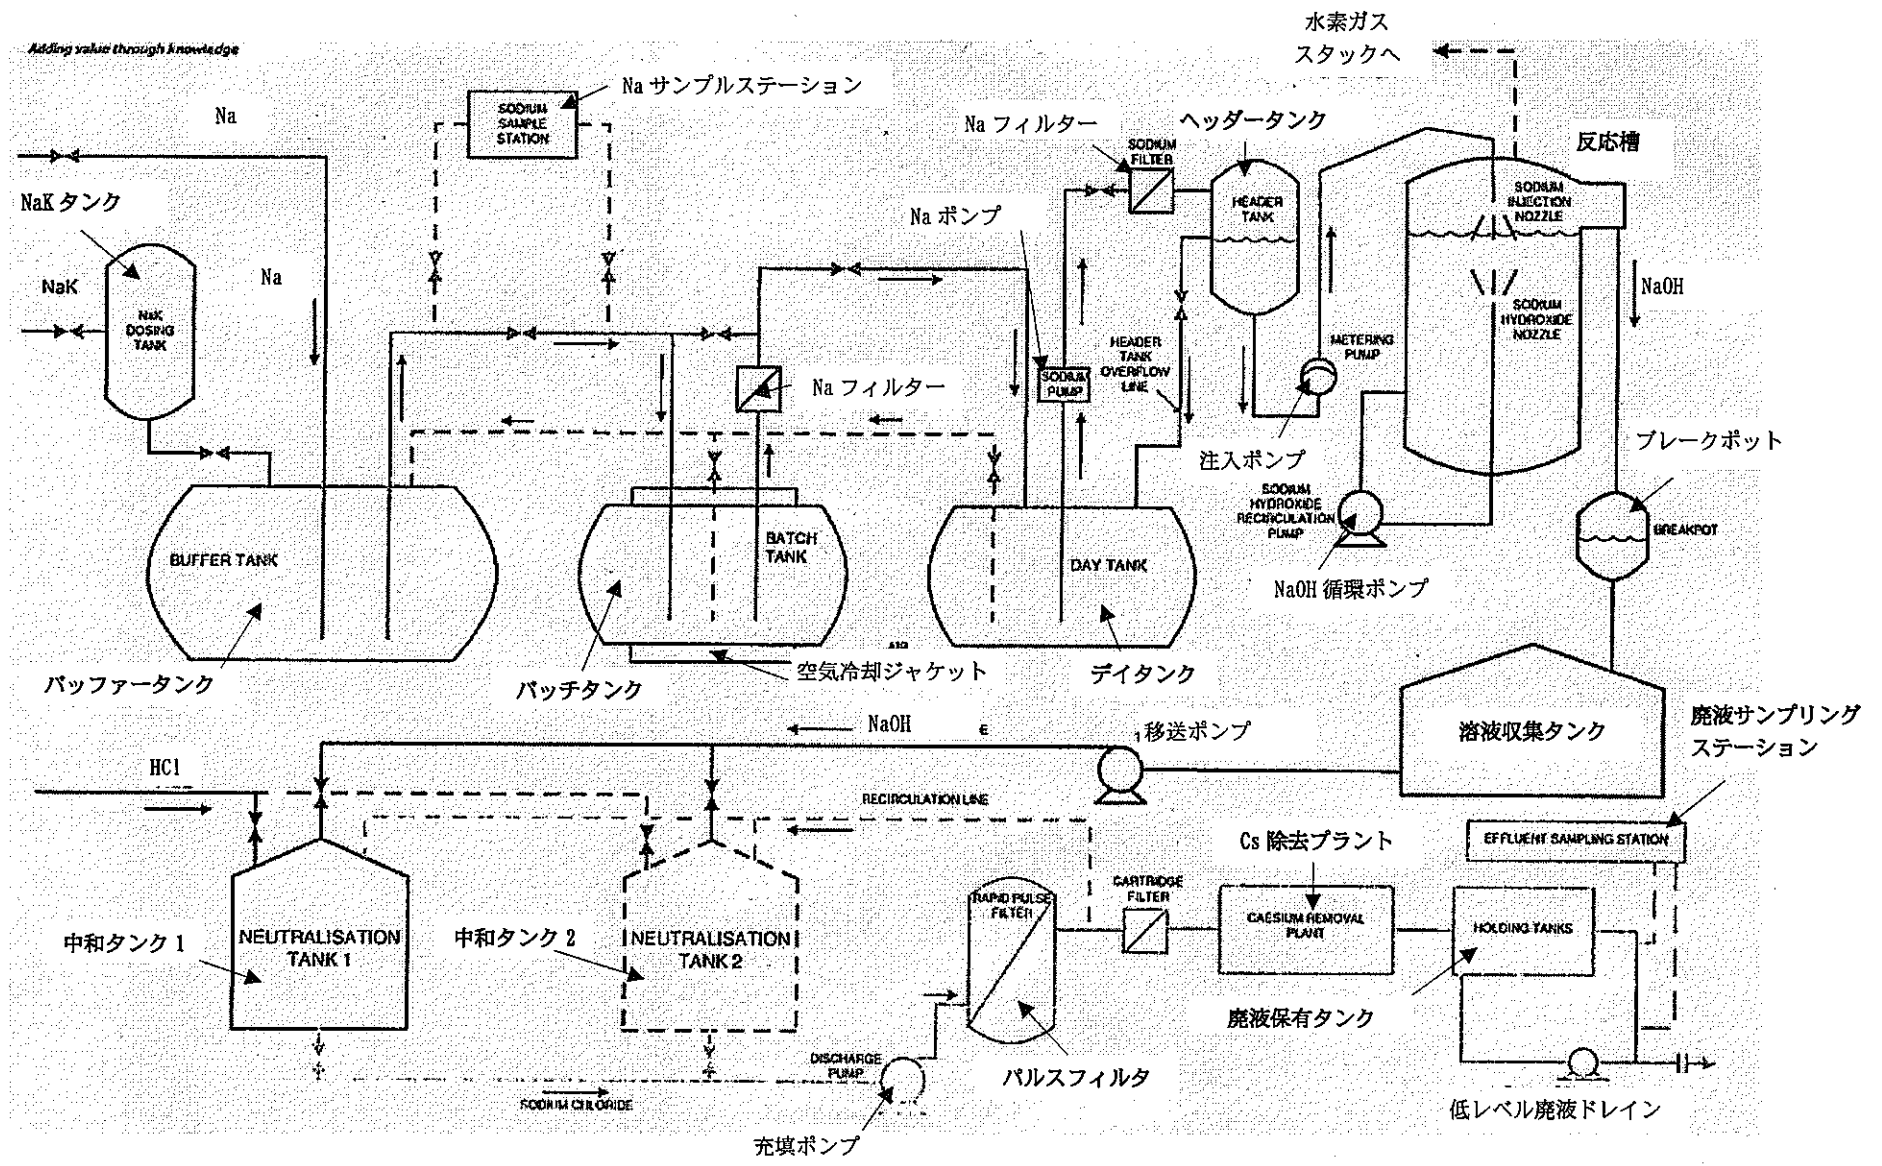 Adding value through knowledge
水素ガス
スタックへ
Na
SODIUM
SAMPLE
STATION
Na サンプルステーション
Na フィルター
SODIUM
FILTER
ヘッダータンク
HEADER
TANK
反応槽
SODIUM
INJECTION
NOZZLE
NaK タンク
NaK
NaK
DOSING
TANK
Na
Na ポンプ
SODIUM
PUMP
HEADER
TANK
OVERFLOW
LINE
METERING
PUMP
SODIUM
HYDROXIDE
NOZZLE
NaOH
Na フィルター
注入ポンプ
SODIUM
HYDROXIDE
RECIRCULATION
PUMP
NaOH 循環ポンプ
ブレークポット
BREAKPOT
BUFFER TANK
BATCH
TANK
DAY TANK
AIR
バッファータンク
バッチタンク
空気冷却ジャケット
デイタンク
NaOH
移送ポンプ
溶液収集タンク
廃液サンプリング
ステーション
HCl
RECIRCULATION LINE
Cs 除去プラント
EFFLUENT SAMPLING STATION
中和タンク 1
NEUTRALISATION
TANK 1
中和タンク 2
NEUTRALISATION
TANK 2
RAPID PULSE
FILTER
CARTRIDGE
FILTER
CAESIUM REMOVAL
PLANT
HOLDING TANKS
廃液保有タンク
パルスフィルタ
DISCHARGE
PUMP
SODIUM CHLORIDE
充填ポンプ
低レベル廃液ドレイン